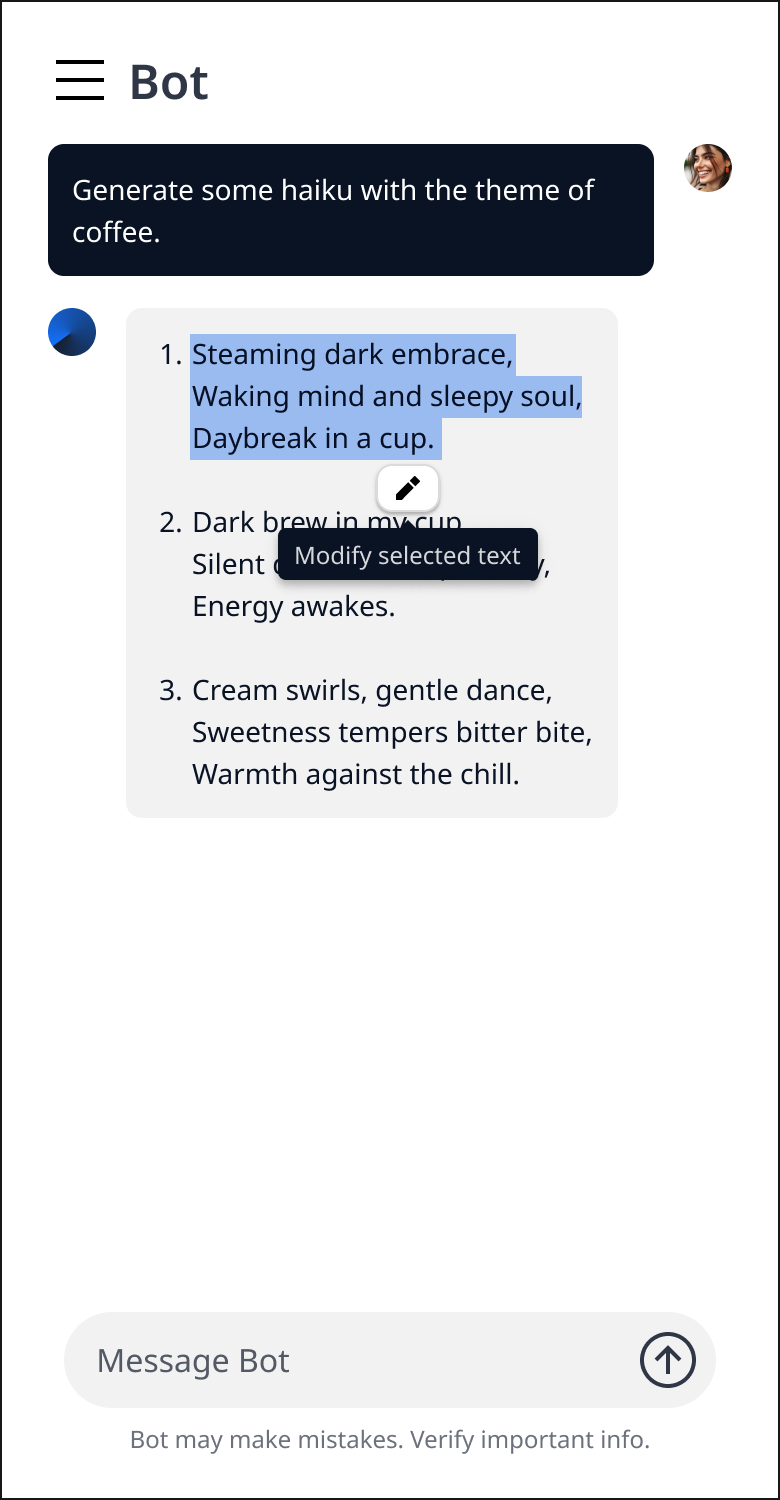 Bot
Generate some haiku with the theme of
coffee.
1. Steaming dark embrace,
Waking mind and sleepy soul,
Daybreak in a cup.
2. Dark brew in my cup
Modify selected text
Silent
Energy awakes.
3. Cream swirls, gentle dance,
Sweetness tempers bitter bite,
Warmth against the chill.
Message Bot
Bot may make mistakes. Verify important info.